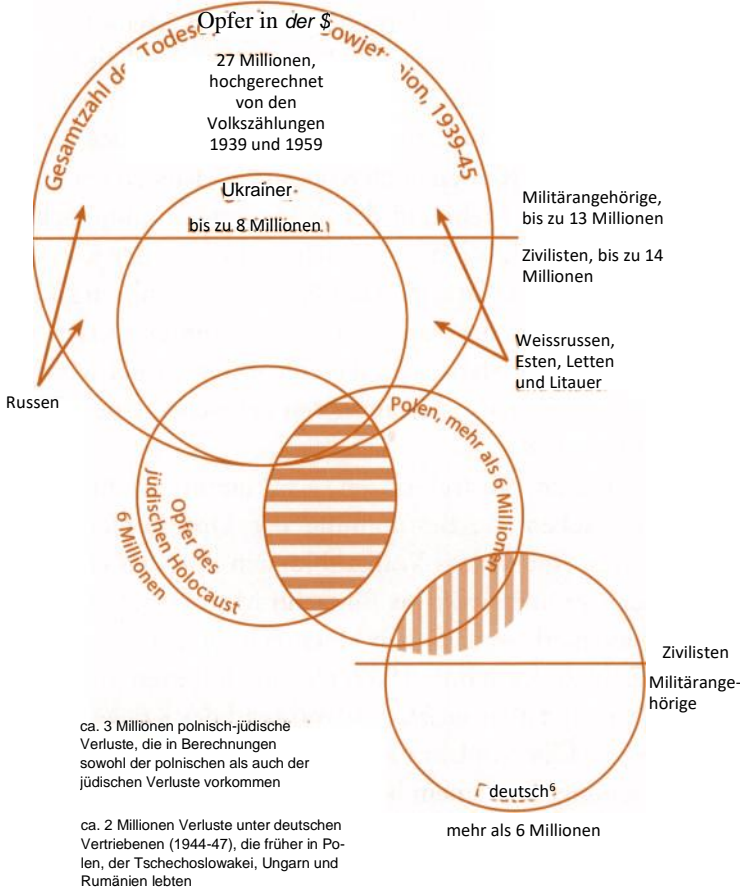 Opfer in der $
Gesamtzahl de Todes owjet ion, 1939-45
27 Millionen,
hochgerechnet
von den
Volkszählungen
1939 und 1959
Ukrainer
bis zu 8 Millionen
Militärangehörige,
bis zu 13 Millionen
Zivilisten, bis zu 14
Millionen
Weissrussen,
Esten, Letten
und Litauer
Russen
Polen, mehr als 6 Millionen
Opfer des
jüdischen Holocaust
6 Millionen
Zivilisten
Militärange-
hörige
ca. 3 Millionen polnisch-jüdische
Verluste, die in Berechnungen
sowohl der polnischen als auch der
jüdischen Verluste vorkommen
deutsch⁶
mehr als 6 Millionen
ca. 2 Millionen Verluste unter deutschen
Vertriebenen (1944-47), die früher in Po-
len, der Tschechoslowakei, Ungarn und
Rumänien lebten